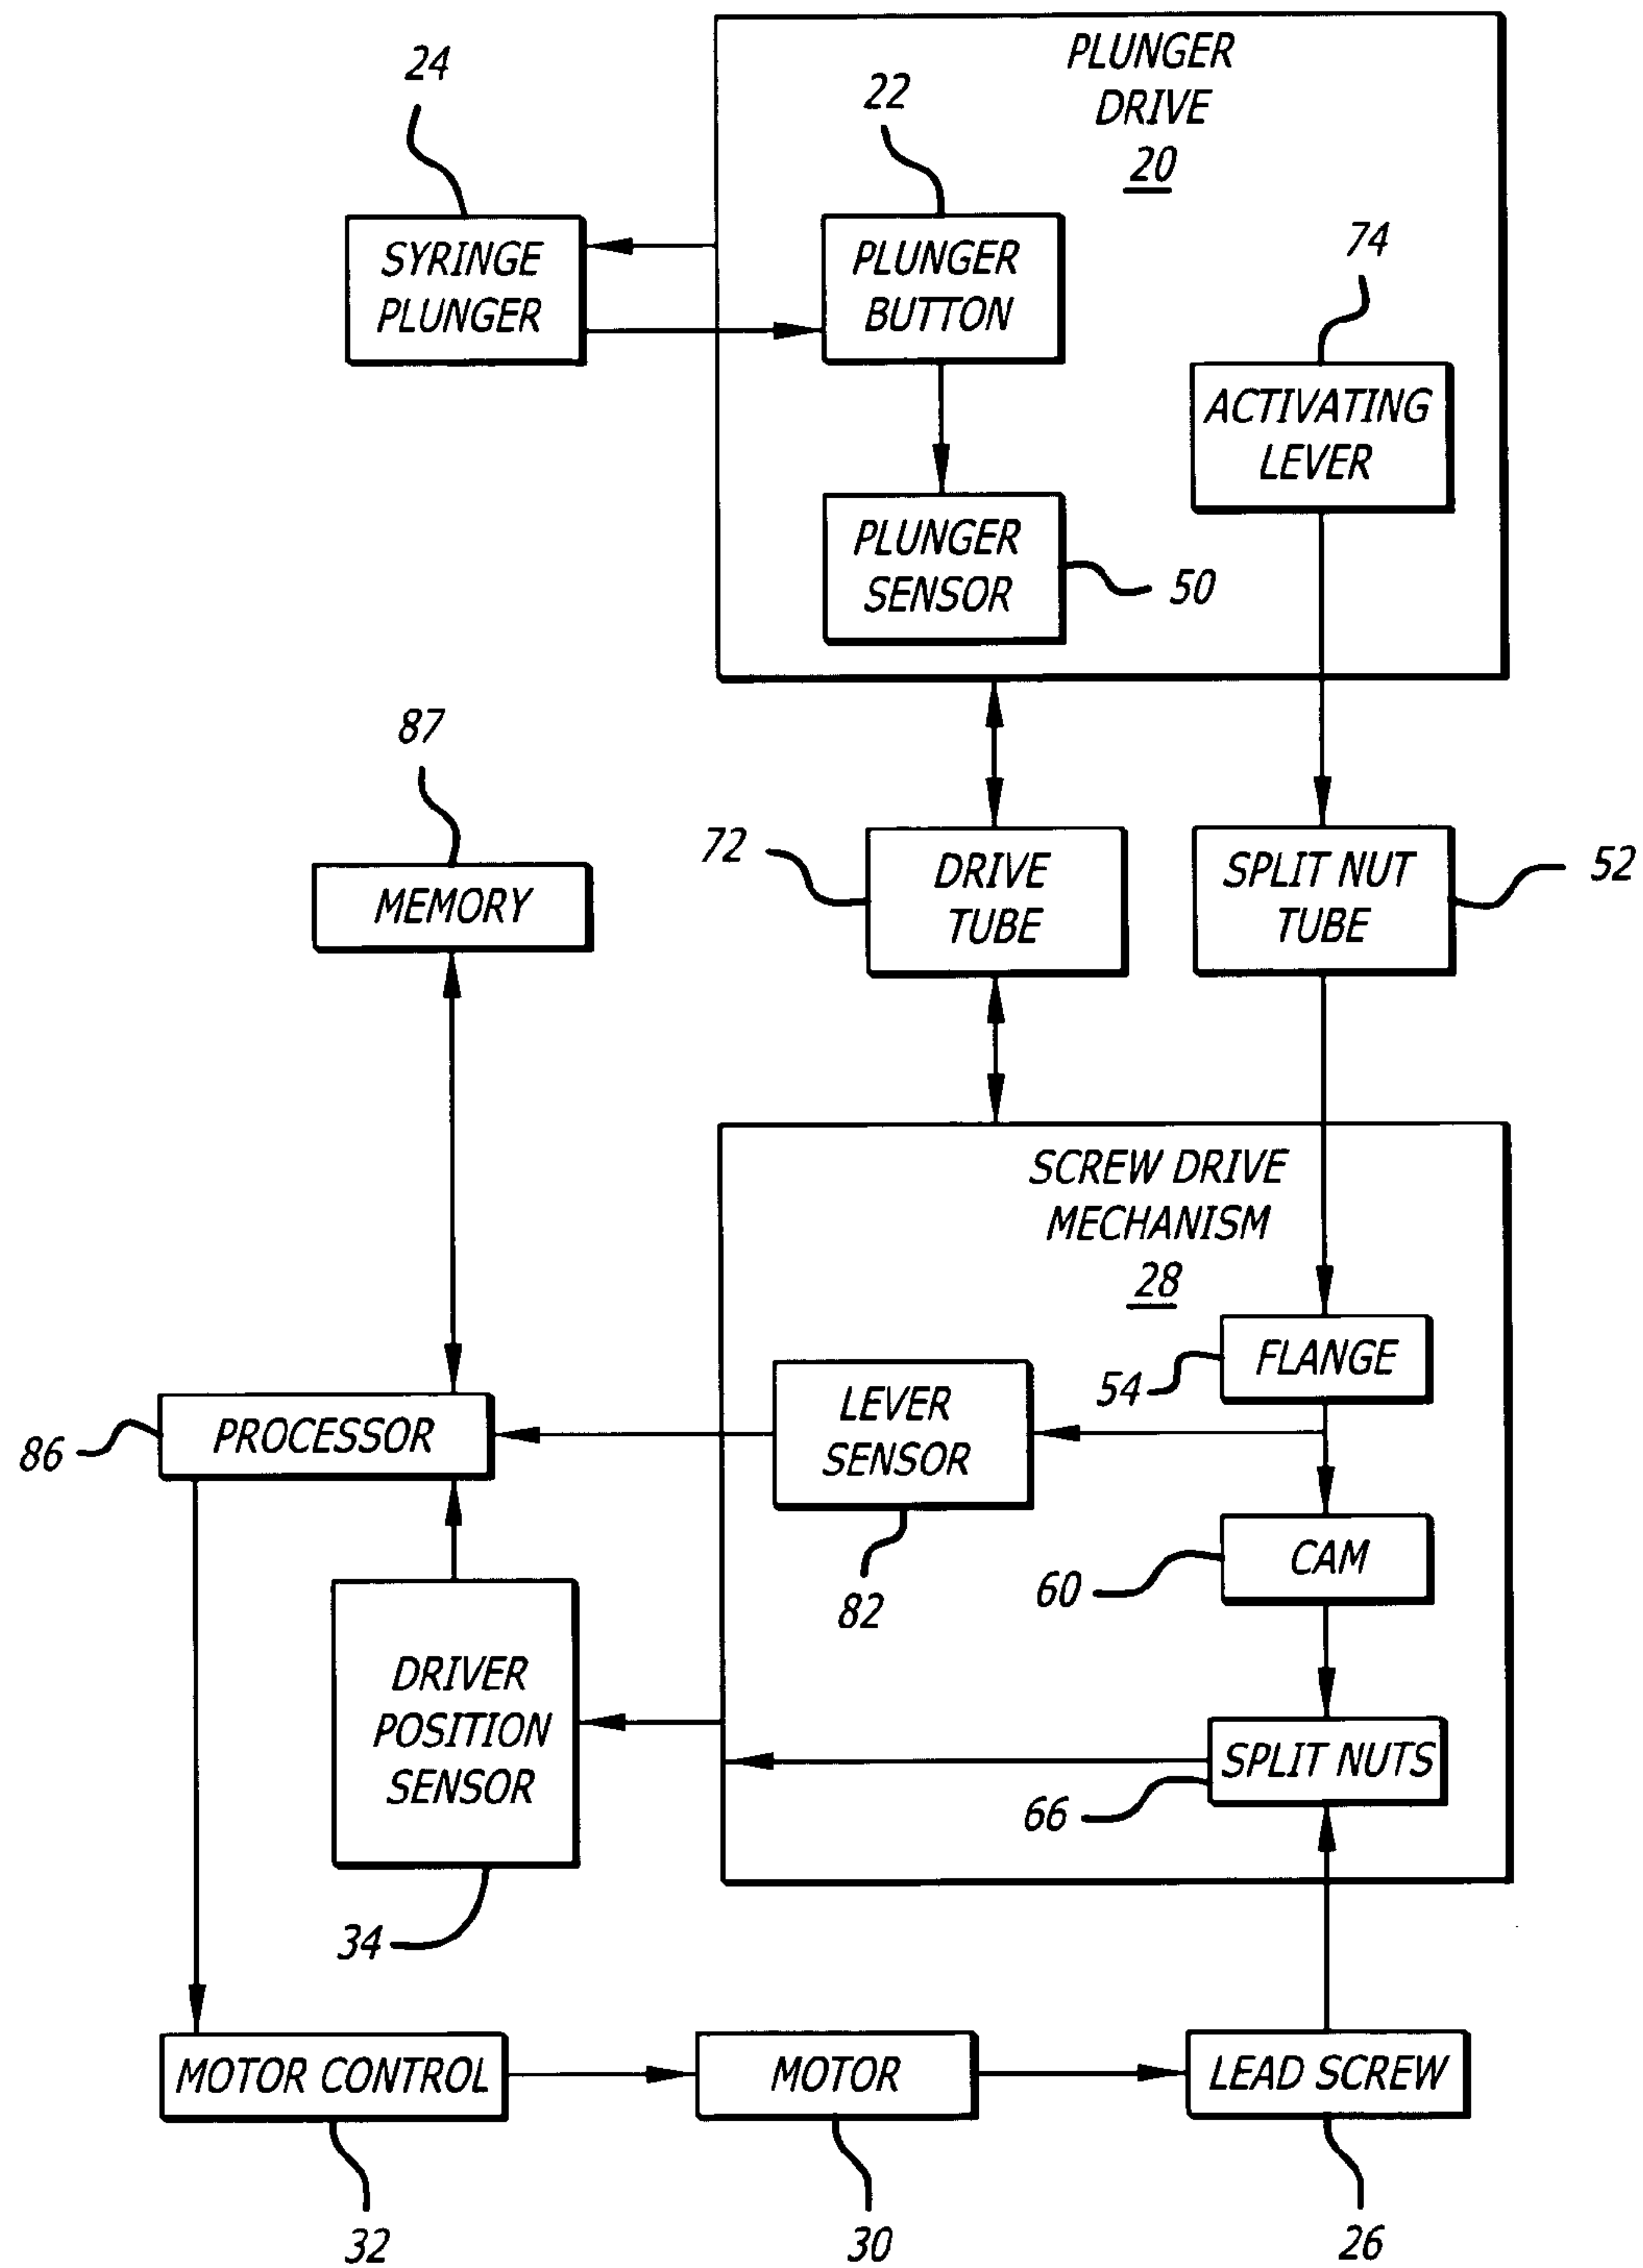 PLUNGER
DRIVE
20
24
22
SYRINGE
PLUNGER
PLUNGER
BUTTON
74
ACTIVATING
LEVER
PLUNGER
SENSOR
50
87
MEMORY
72
DRIVE
TUBE
SPLIT NUT
TUBE
52
SCREW DRIVE
MECHANISM
28
FLANGE
54
LEVER
SENSOR
82
PROCESSOR
86
CAM
60
DRIVER
POSITION
SENSOR
34
SPLIT NUTS
66
MOTOR CONTROL
32
MOTOR
30
LEAD SCREW
26